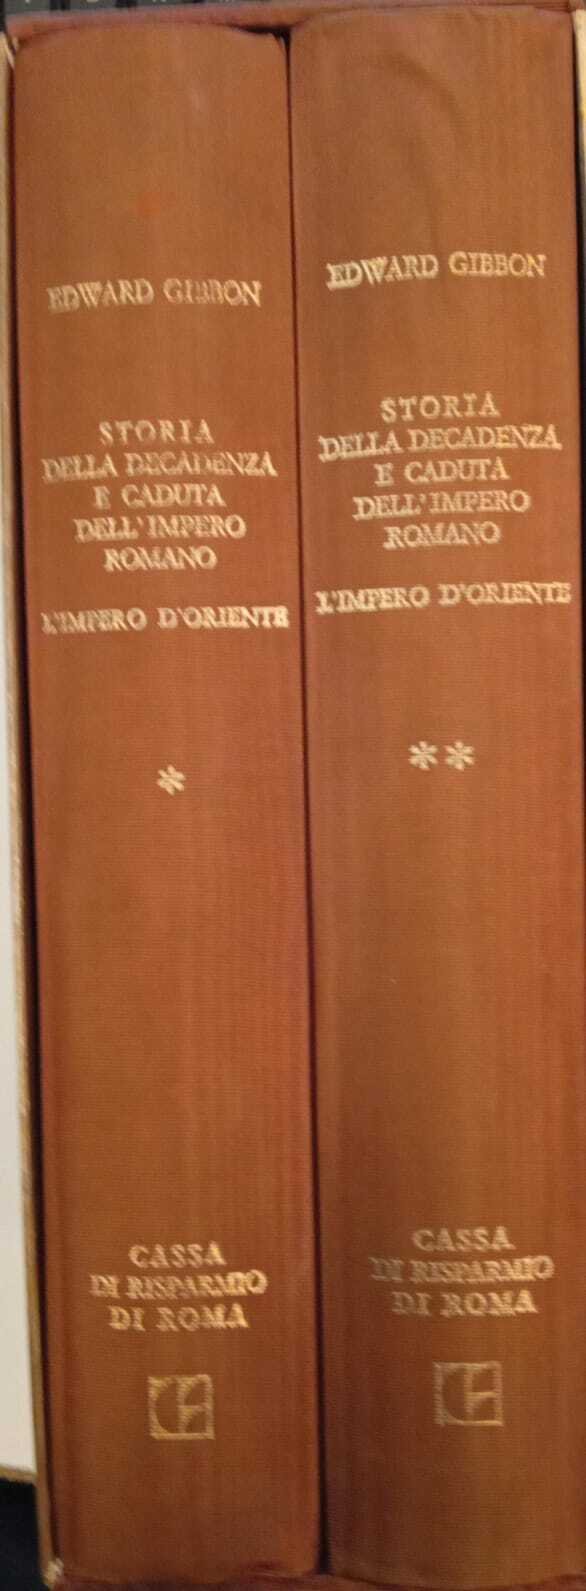 EDWARD GIBBON
STORIA
DELLA DECADENZA
E CADUTA
DELL'IMPERO
ROMANO
L'IMPERO D'ORIENTE
*
CASSA
DI RISPARMIO
DI ROMA
EDWARD GIBBON
STORIA
DELLA DECADENZA
E CADUTA
DELL'IMPERO
ROMANO
L'IMPERO D'ORIENTE
**
CASSA
DI RISPARMIO
DI ROMA